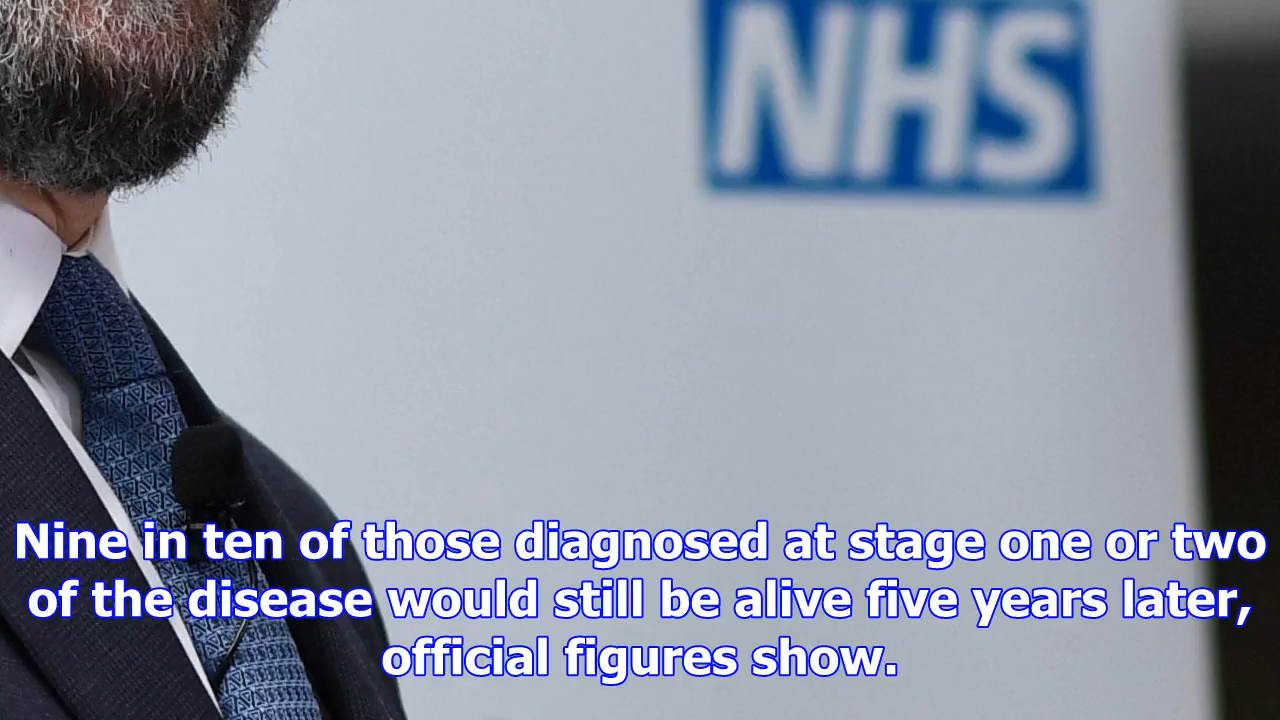 NHS
Nine in ten of those diagnosed at stage one or two
of the disease would still be alive five years later,
official figures show.